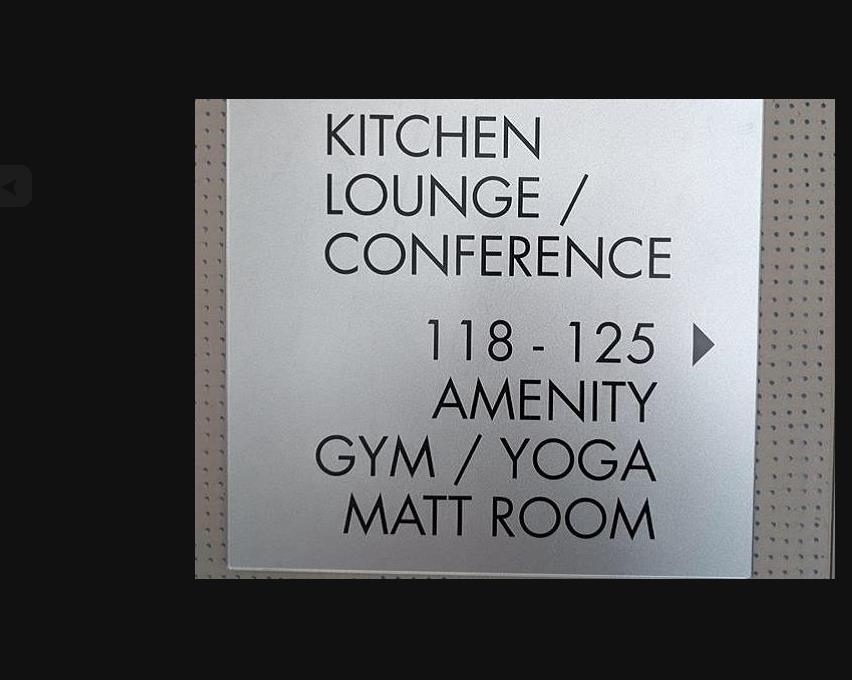 KITCHEN
LOUNGE /
CONFERENCE
118 - 125
AMENITY
GYM / YOGA
MATT ROOM